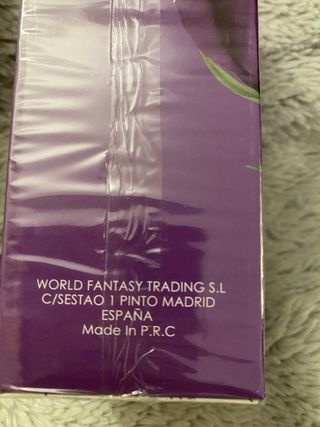 WORLD FANTASY TRADING S.L
C/SESTAO 1 PINTO MADRID
ESPAÑA
Made In P.R.C